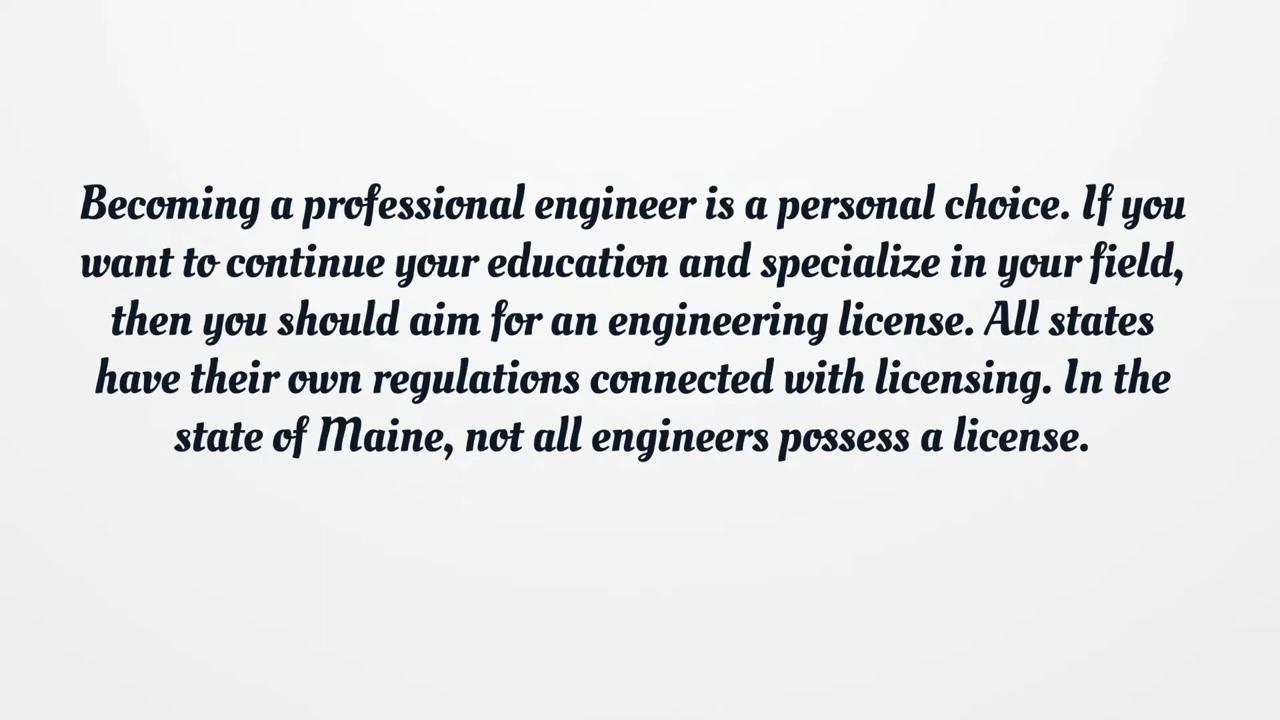 Becoming a professional engineer is a personal choice. If you
want to continue your education and specialize in your field,
then you should aim for an engineering license. All states
have their own regulations connected with licensing. In the
state of Maine, not all engineers possess a license.